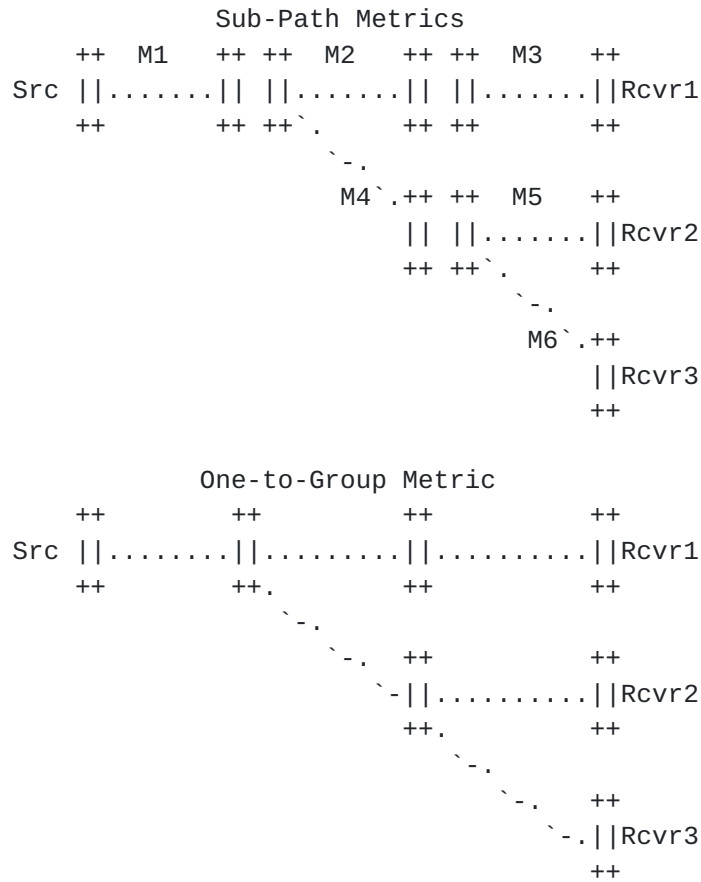 Sub-Path Metrics
       ++  M1   ++ ++  M2   ++ ++  M3   ++
   Src ||.......|| ||.......|| ||.......||Rcvr1
       ++       ++ ++`.     ++ ++       ++
                       `-.
                        M4`.++ ++  M5   ++
                            || ||.......||Rcvr2
                            ++ ++`.     ++
                                   `-.
                                    M6`.++
                                        ||Rcvr3
                                        ++

               One-to-Group Metric
       ++        ++         ++          ++
   Src ||........||.........||..........||Rcvr1
       ++        ++.        ++          ++
                    `-.
                       `-.  ++          ++
                          `-||..........||Rcvr2
                            ++.         ++
                               `-.
                                  `-.   ++
                                     `-.||Rcvr3
                                        ++